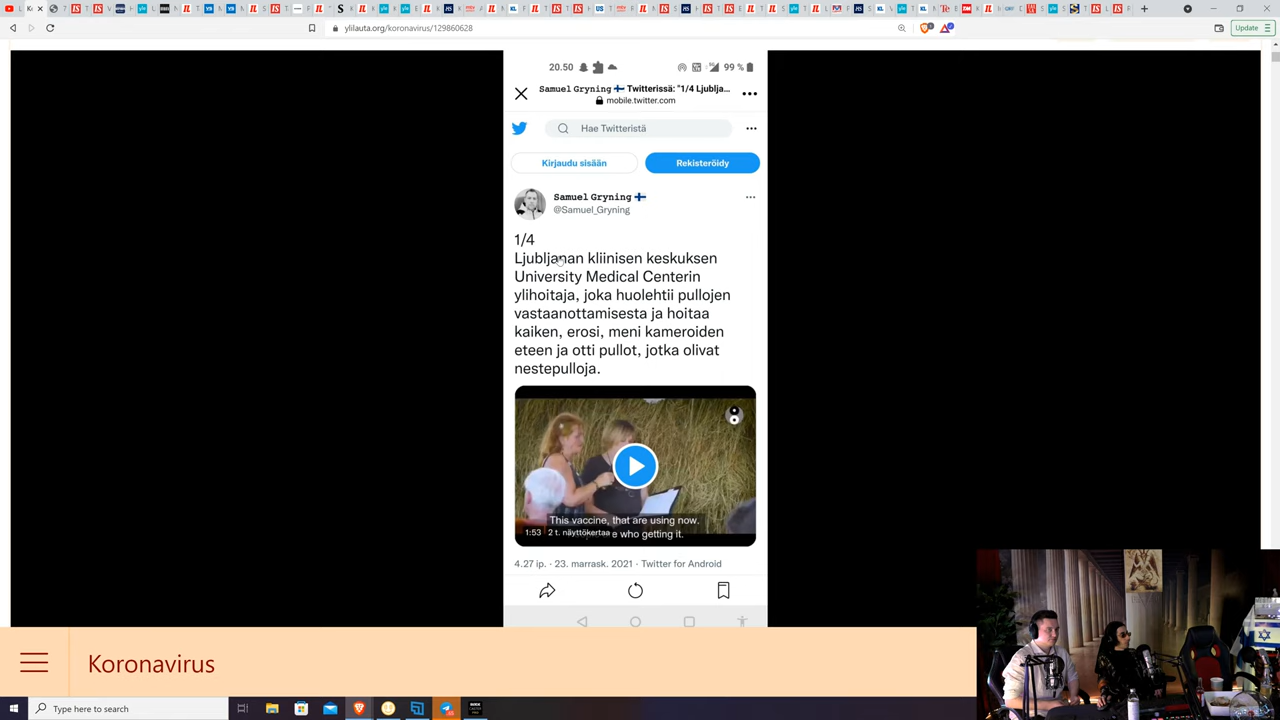 ylilauta.org/koronavirus/129860628
Update
20.50
99 %
Samuel Gryning 🇫🇮 Twitterissä: "1/4 Ljublja...
mobile.twitter.com
Hae Twitteristä
Kirjaudu sisään
Rekisteröidy
Samuel Gryning 🇫🇮
@Samuel_Gryning
1/4
Ljubljanan kliinisen keskuksen
University Medical Centerin
ylihoitaja, joka huolehtii pullojen
vastaanottamisesta ja hoitaa
kaiken, erosi, meni kameroiden
eteen ja otti pullot, jotka olivat
nestepulloja.
This vaccine, that are using now.
1:53 2 t. näyttökertaa
who getting it.
4.27 ip. · 23. marrask. 2021 · Twitter for Android
Koronavirus
Type here to search